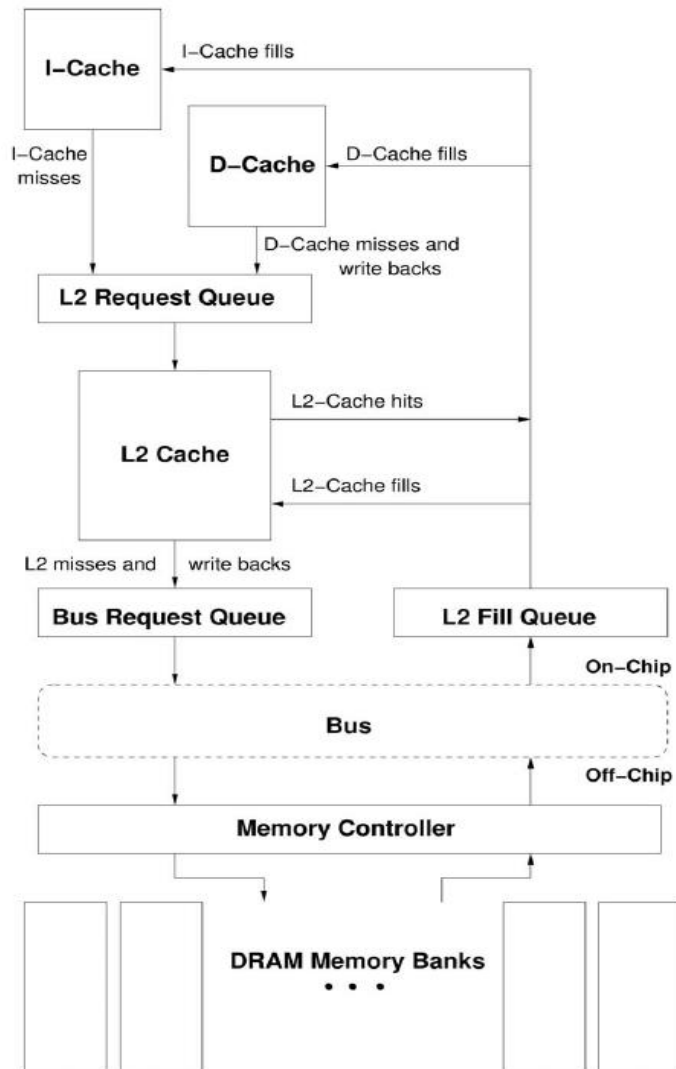 I–Cache fills
I–Cache
I–Cache
misses
D–Cache
D–Cache fills
D–Cache misses and
write backs
L2 Request Queue
L2–Cache hits
L2 Cache
L2–Cache fills
L2 misses and write backs
Bus Request Queue
L2 Fill Queue
On–Chip
Bus
Off–Chip
Memory Controller
DRAM Memory Banks
• • •